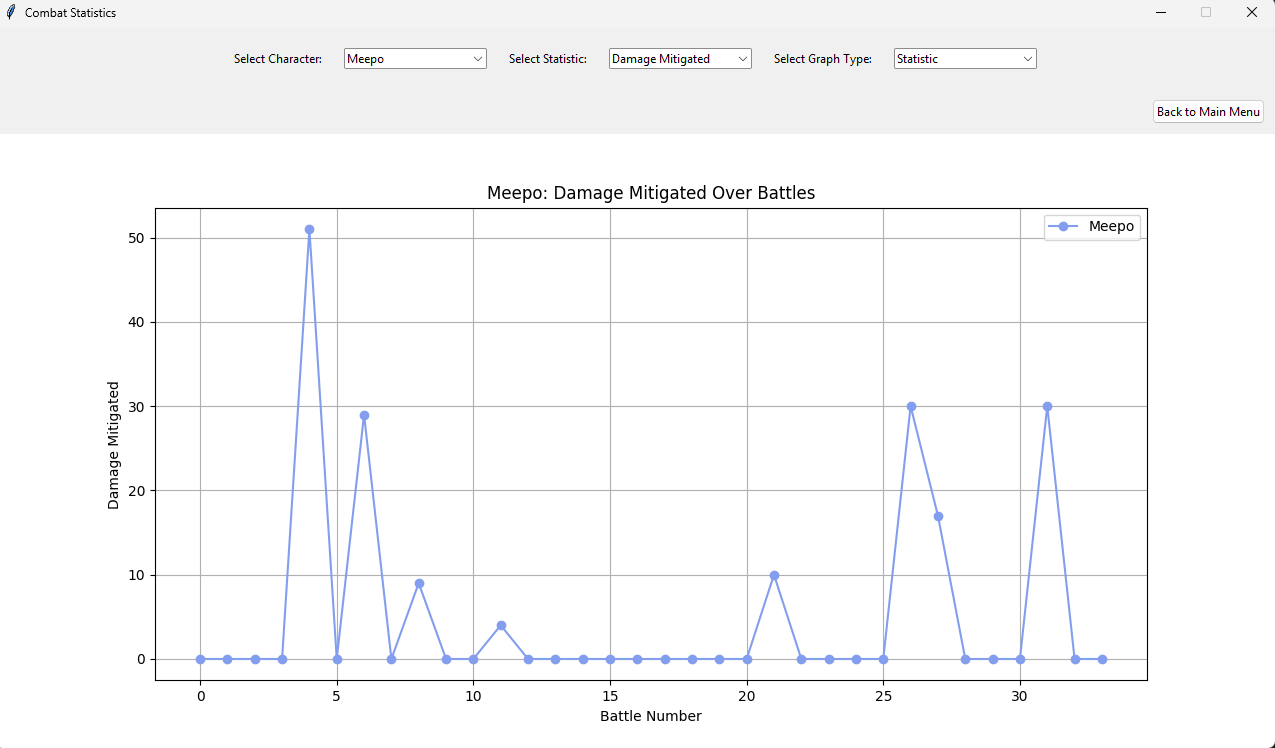 Combat Statistics
Select Character: Meepo Select Statistic: Damage Mitigated Select Graph Type: Statistic
Back to Main Menu
Meepo: Damage Mitigated Over Battles
Meepo
50
40
30
20
10
0
Damage Mitigated
0 5 10 15 20 25 30
Battle Number